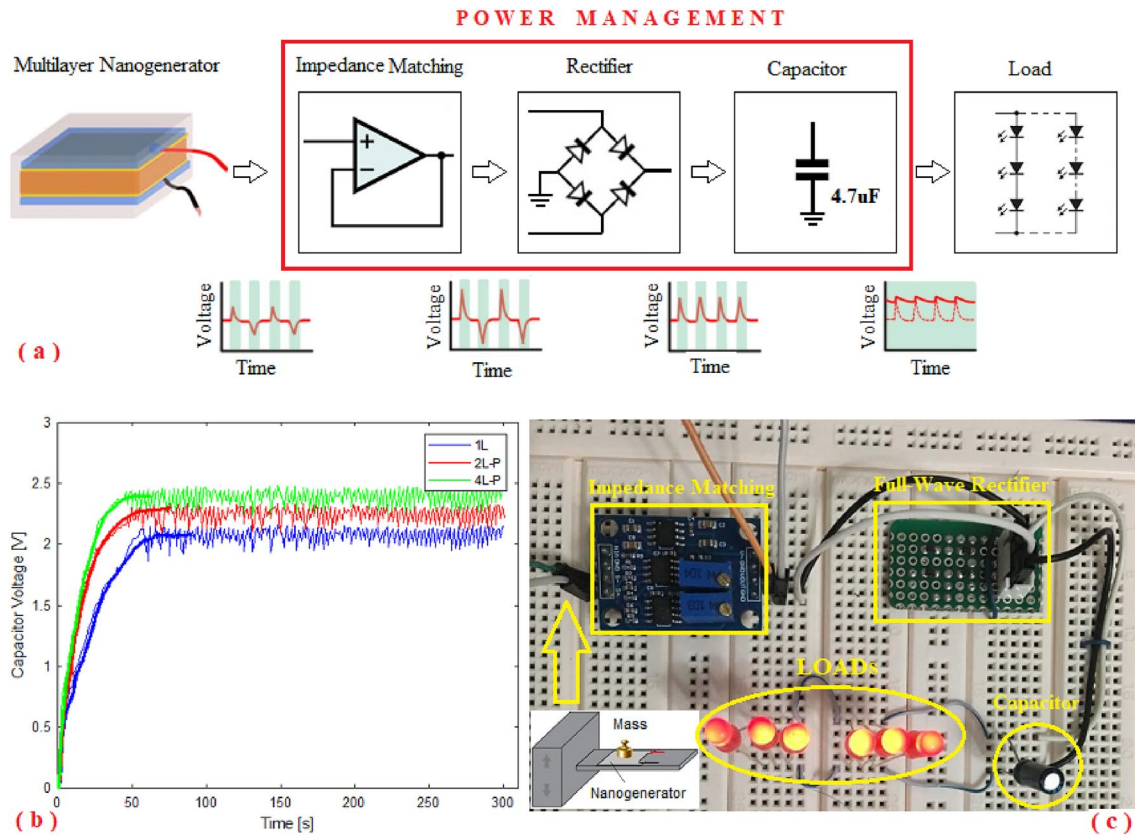 POWER MANAGEMENT
Multilayer Nanogenerator
Impedance Matching
Rectifier
Capacitor
Load
4.7uF
Voltage
Time
Voltage
Time
Voltage
Time
Voltage
Time
( a )
3
2.5
2
1.5
1
0.5
0
0
50
100
150
200
250
300
Capacitor Voltage [V]
Time [s]
1L
2L-P
4L-P
( b )
Impedance Matching
Full Wave Rectifier
LOADs
Capacitor
Mass
Nanogenerator
( c )